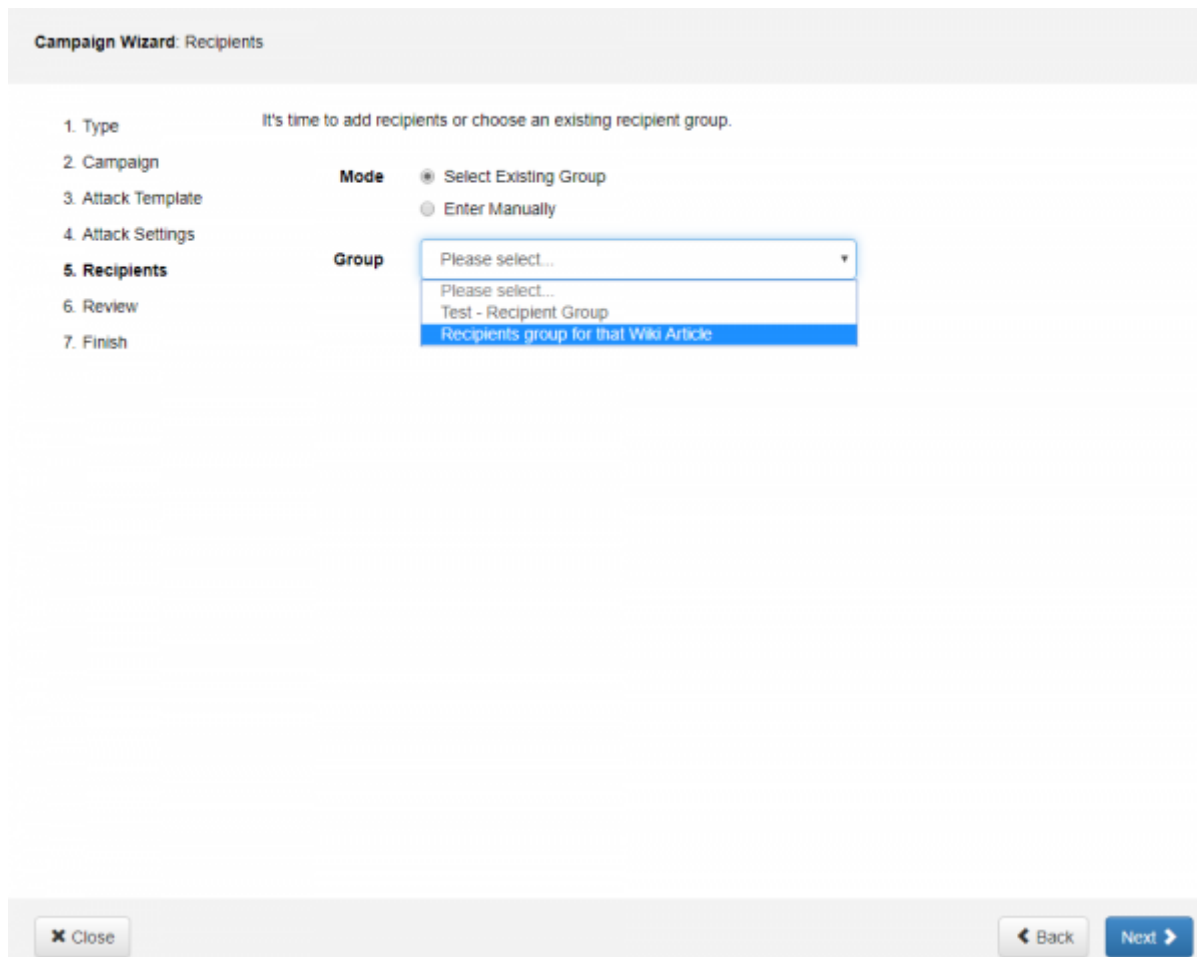 Campaign Wizard: Recipients
It's time to add recipients or choose an existing recipient group.
1. Type
2. Campaign
3. Attack Template
4. Attack Settings
5. Recipients
6. Review
7. Finish
Mode
Select Existing Group
Enter Manually
Group
Please select...
Please select...
Test - Recipient Group
Recipients group for that Wiki Article
Close
Back
Next